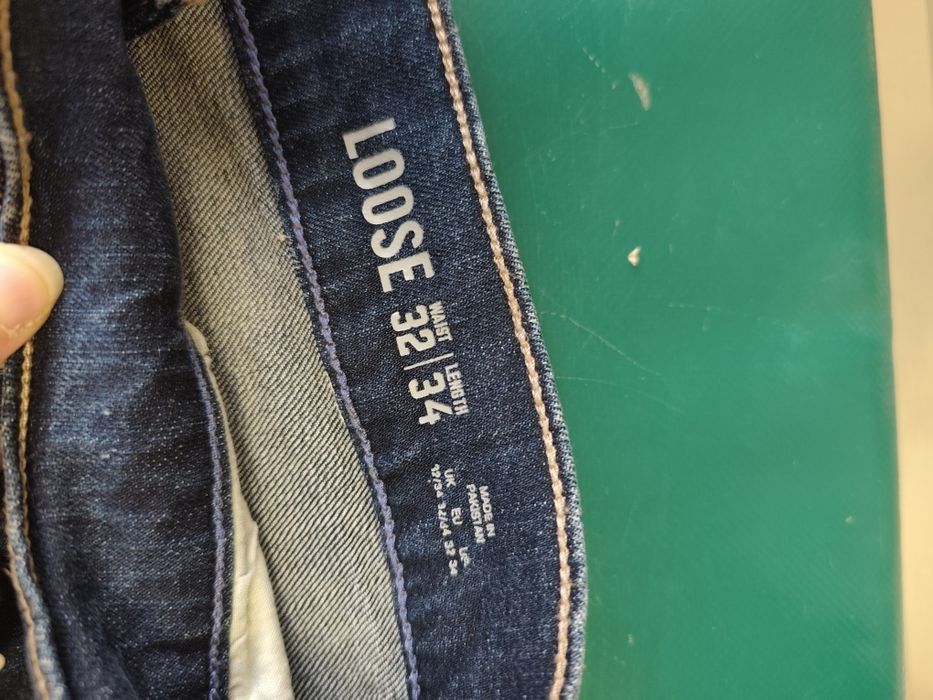 LOOSE
WAIST LENGTH
32|34
MADE IN
PAKISTAN
UK EU US